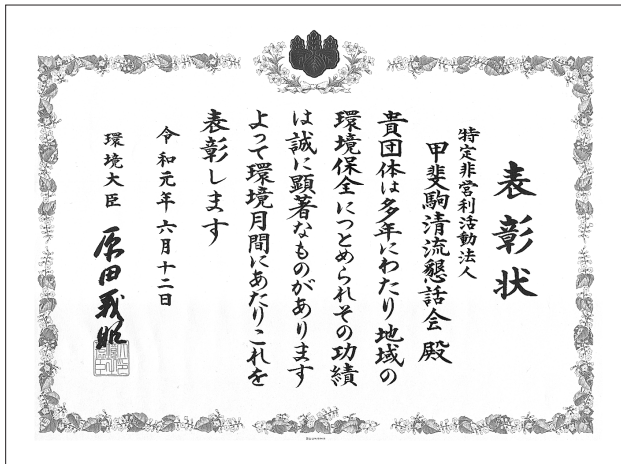 表彰状
特定非営利活動法人
甲斐駒清流懇話会 殿
貴団体は多年にわたり地域の
環境保全につとめられその功績
は誠に顕著なものがあります
よって環境月間にあたりこれを
表彰します
令和元年六月十二日
環境大臣 原田義昭